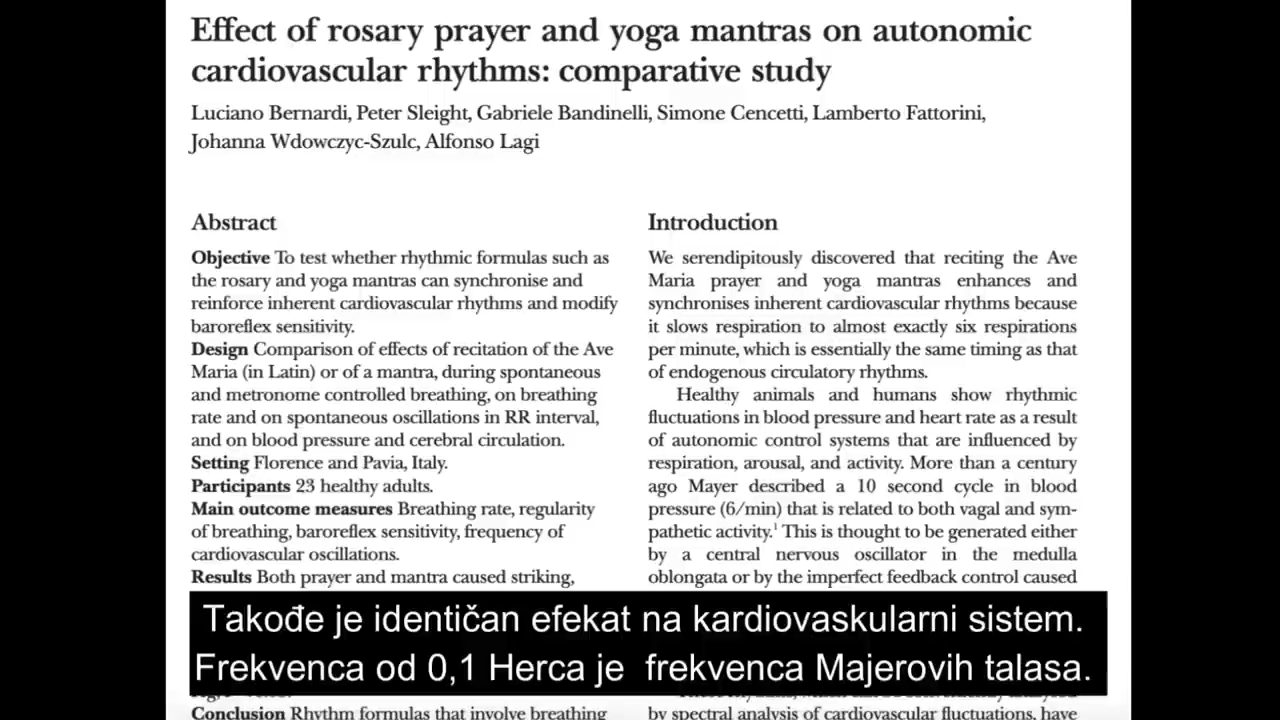 Effect of rosary prayer and yoga mantras on autonomic
cardiovascular rhythms: comparative study
Luciano Bernardi, Peter Sleight, Gabriele Bandinelli, Simone Cencetti, Lamberto Fattorini,
Johanna Wdowczyc-Szulc, Alfonso Lagi
Abstract
Objective To test whether rhythmic formulas such as
the rosary and yoga mantras can synchronise and
reinforce inherent cardiovascular rhythms and modify
baroreflex sensitivity.
Design Comparison of effects of recitation of the Ave
Maria (in Latin) or of a mantra, during spontaneous
and metronome controlled breathing, on breathing
rate and on spontaneous oscillations in RR interval,
and on blood pressure and cerebral circulation.
Setting Florence and Pavia, Italy.
Participants 23 healthy adults.
Main outcome measures Breathing rate, regularity
of breathing, baroreflex sensitivity, frequency of
cardiovascular oscillations.
Results Both prayer and mantra caused striking,
Conclusion Rhythm formulas that involve breathing
Introduction
We serendipitously discovered that reciting the Ave
Maria prayer and yoga mantras enhances and
synchronises inherent cardiovascular rhythms because
it slows respiration to almost exactly six respirations
per minute, which is essentially the same timing as that
of endogenous circulatory rhythms.
Healthy animals and humans show rhythmic
fluctuations in blood pressure and heart rate as a result
of autonomic control systems that are influenced by
respiration, arousal, and activity. More than a century
ago Mayer described a 10 second cycle in blood
pressure (6/min) that is related to both vagal and sym-
pathetic activity.¹ This is thought to be generated either
by a central nervous oscillator in the medulla
oblongata or by the imperfect feedback control caused
by spectral analysis of cardiovascular fluctuations, have
Takođe je identičan efekat na kardiovaskularni sistem.
Frekvenca od 0,1 Herca je frekvenca Majerovih talasa.